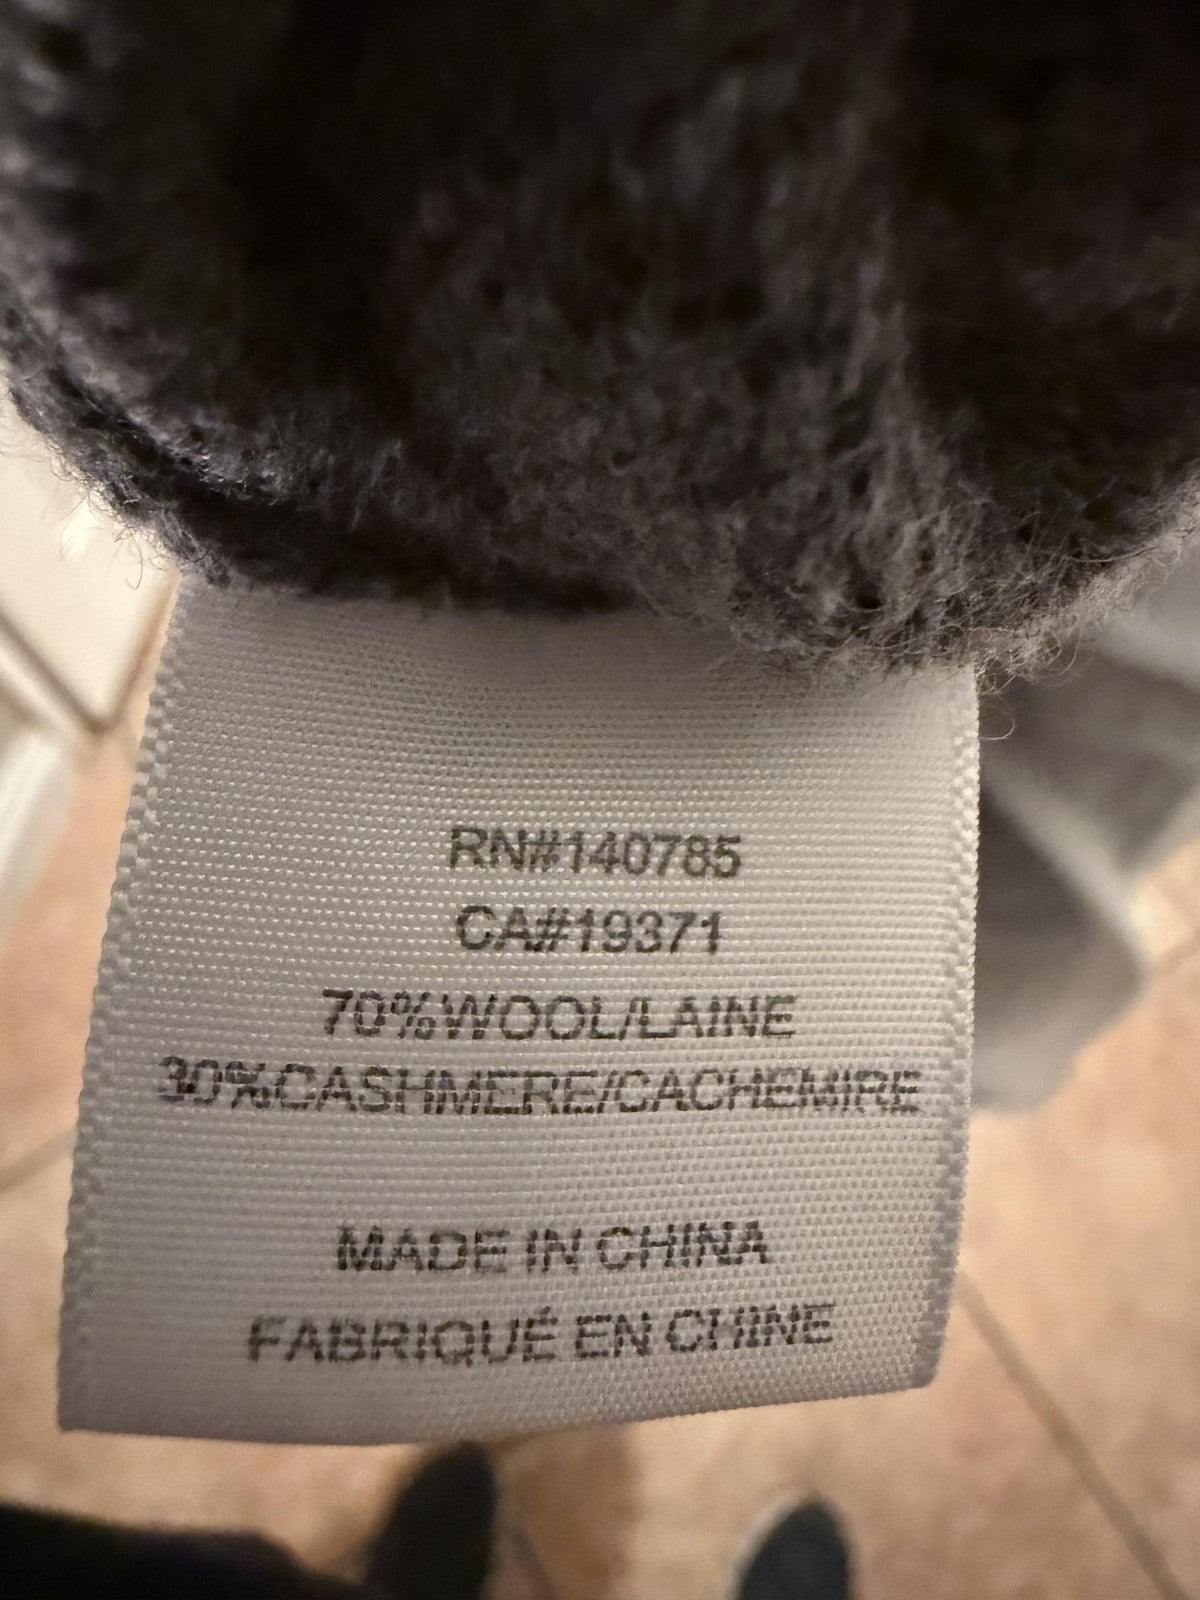 RN#140785
CA#19371
70%WOOL/LAINE
30%CASHMERE/CACHEMIRE
MADE IN CHINA
FABRIQUÉ EN CHINE